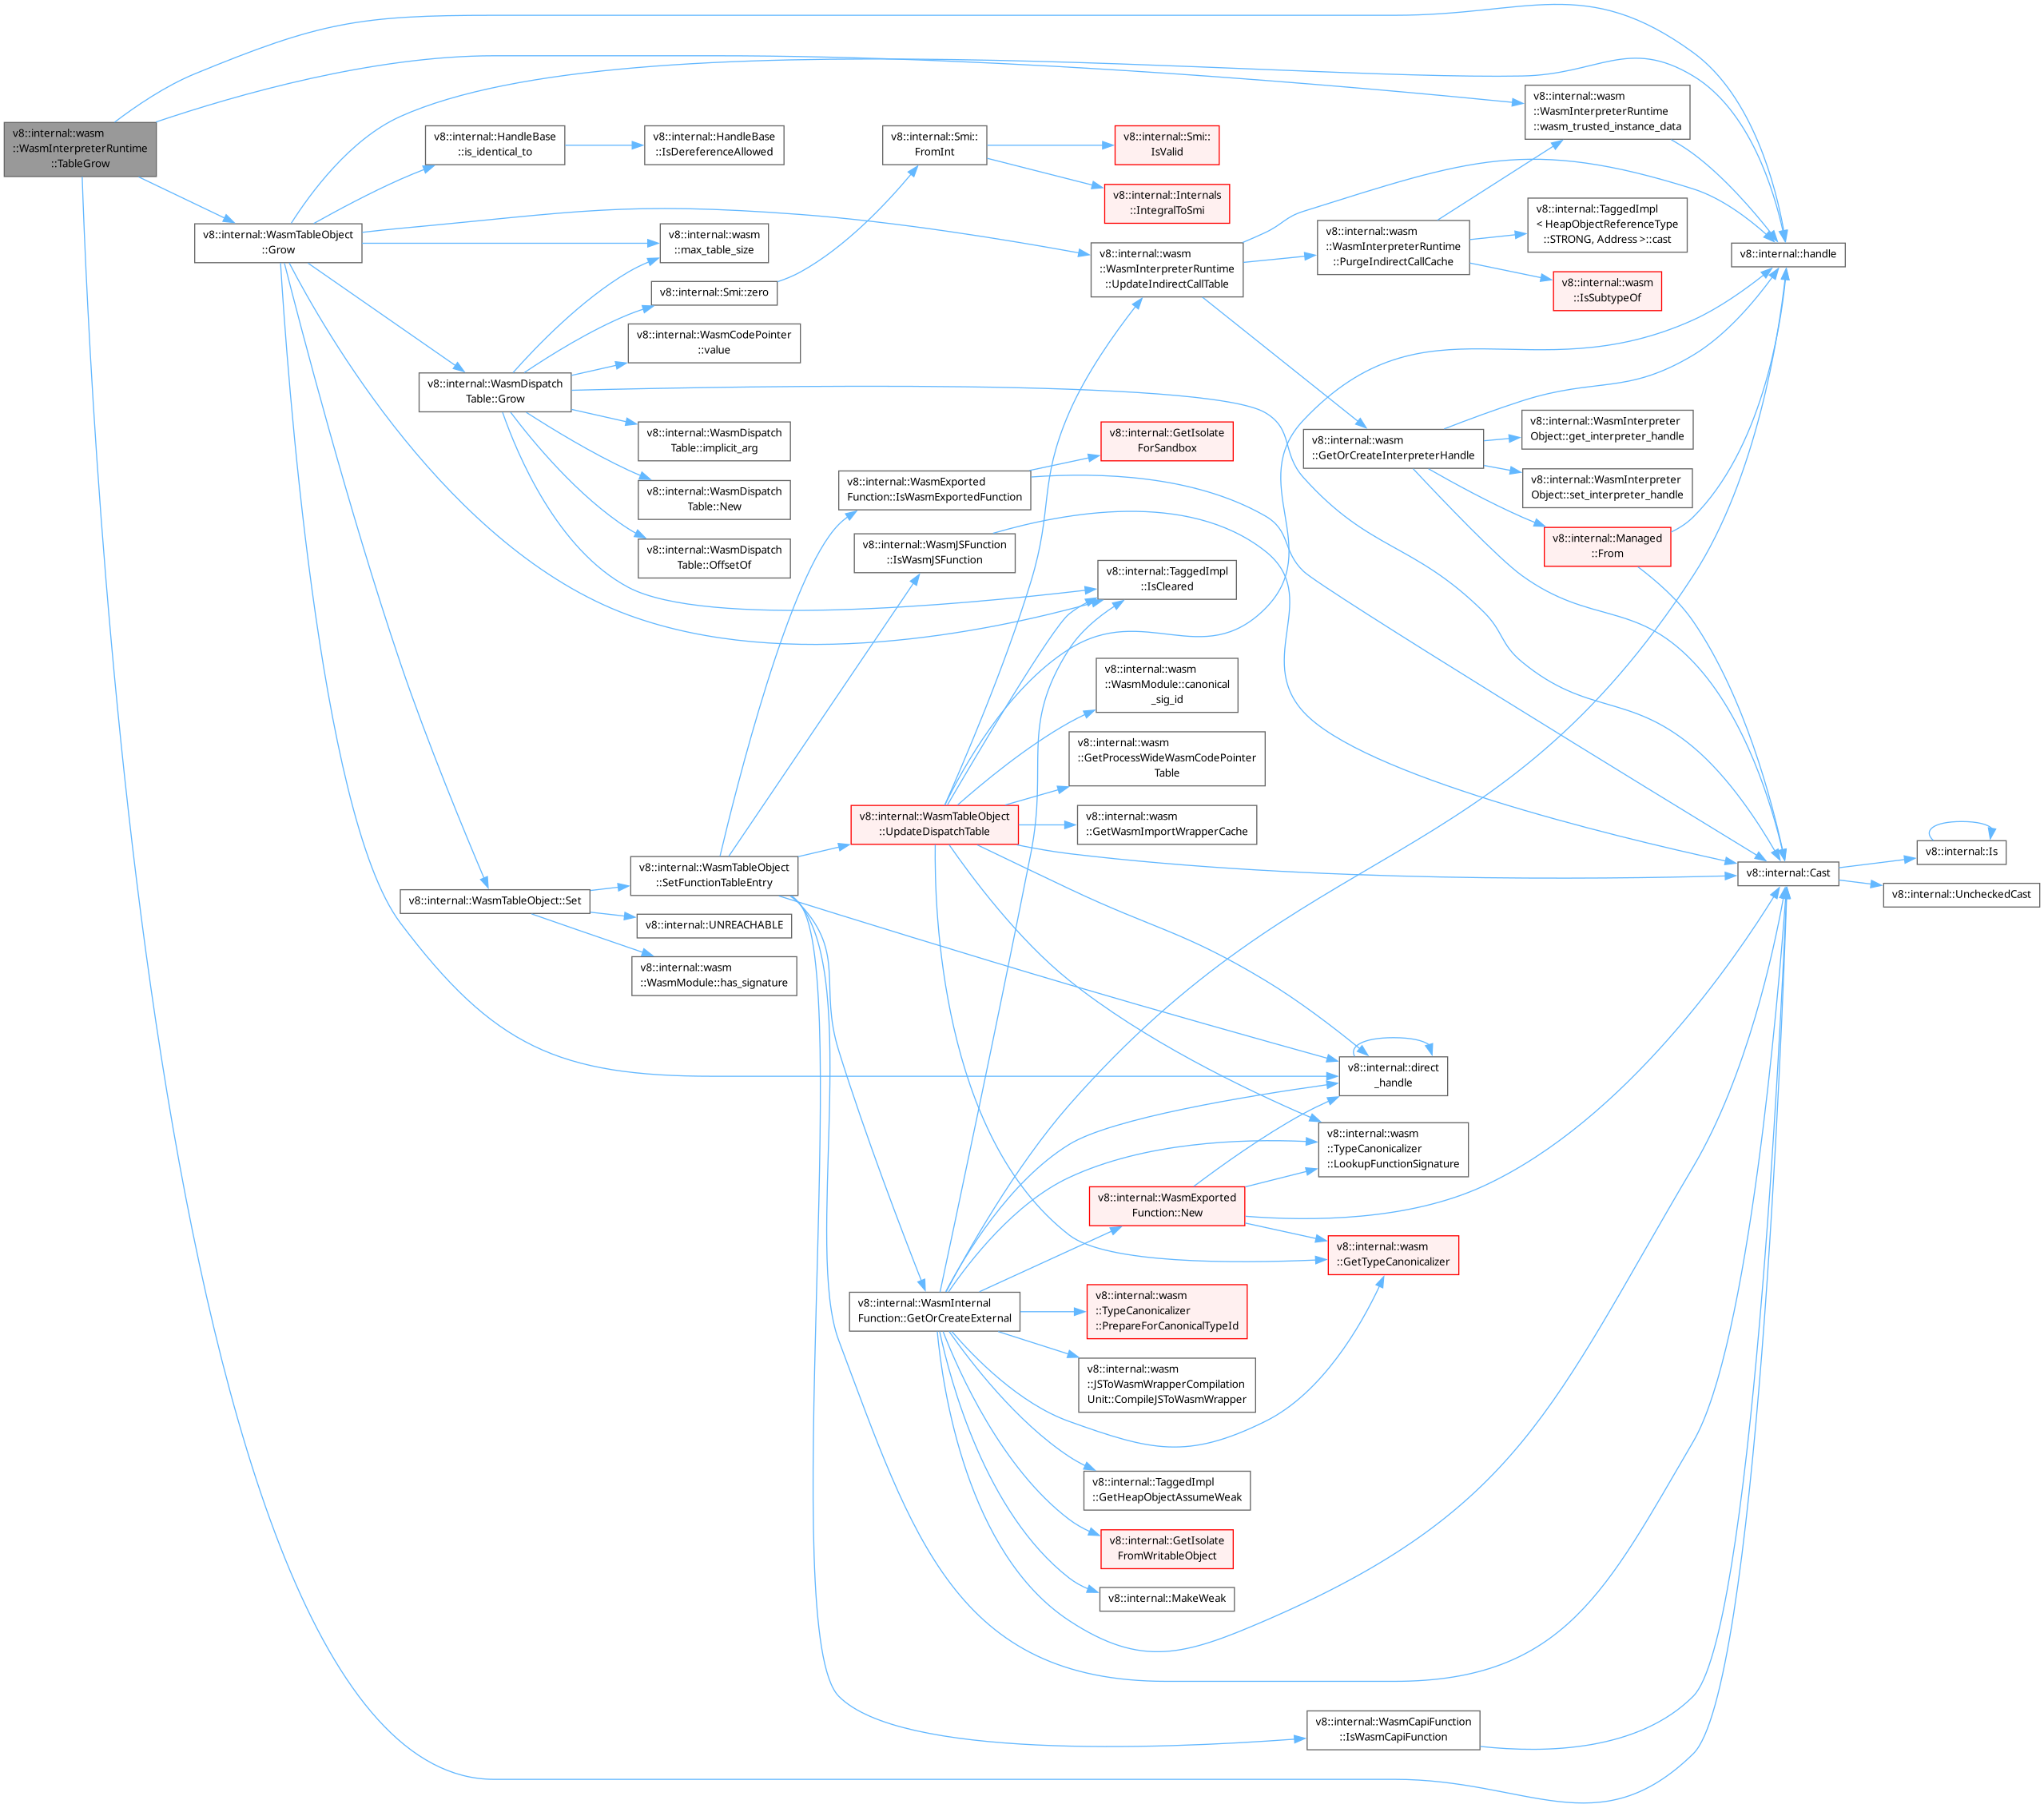 v8::internal::wasm
::WasmInterpreterRuntime
::TableGrow
v8::internal::WasmTableObject
::Grow
v8::internal::HandleBase
::is_identical_to
v8::internal::HandleBase
::IsDereferenceAllowed
v8::internal::wasm
::max_table_size
v8::internal::Smi::zero
v8::internal::WasmCodePointer
::value
v8::internal::WasmDispatch
Table::Grow
v8::internal::WasmDispatch
Table::implicit_arg
v8::internal::WasmDispatch
Table::New
v8::internal::WasmDispatch
Table::OffsetOf
v8::internal::WasmTableObject::Set
v8::internal::WasmTableObject
::SetFunctionTableEntry
v8::internal::UNREACHABLE
v8::internal::wasm
::WasmModule::has_signature
v8::internal::Smi::
FromInt
v8::internal::Smi::
IsValid
v8::internal::Internals
::IntegralToSmi
v8::internal::wasm
::WasmInterpreterRuntime
::UpdateIndirectCallTable
v8::internal::GetIsolate
ForSandbox
v8::internal::WasmExported
Function::IsWasmExportedFunction
v8::internal::WasmJSFunction
::IsWasmJSFunction
v8::internal::TaggedImpl
::IsCleared
v8::internal::wasm
::WasmModule::canonical
_sig_id
v8::internal::wasm
::GetProcessWideWasmCodePointer
Table
v8::internal::WasmTableObject
::UpdateDispatchTable
v8::internal::wasm
::GetWasmImportWrapperCache
v8::internal::WasmInternal
Function::GetOrCreateExternal
v8::internal::WasmExported
Function::New
v8::internal::wasm
::TypeCanonicalizer
::PrepareForCanonicalTypeId
v8::internal::wasm
::JSToWasmWrapperCompilation
Unit::CompileJSToWasmWrapper
v8::internal::TaggedImpl
::GetHeapObjectAssumeWeak
v8::internal::GetIsolate
FromWritableObject
v8::internal::MakeWeak
v8::internal::wasm
::WasmInterpreterRuntime
::PurgeIndirectCallCache
v8::internal::wasm
::GetOrCreateInterpreterHandle
v8::internal::direct
_handle
v8::internal::wasm
::TypeCanonicalizer
::LookupFunctionSignature
v8::internal::wasm
::GetTypeCanonicalizer
v8::internal::WasmCapiFunction
::IsWasmCapiFunction
v8::internal::wasm
::WasmInterpreterRuntime
::wasm_trusted_instance_data
v8::internal::TaggedImpl
< HeapObjectReferenceType
::STRONG, Address >::cast
v8::internal::wasm
::IsSubtypeOf
v8::internal::WasmInterpreter
Object::get_interpreter_handle
v8::internal::WasmInterpreter
Object::set_interpreter_handle
v8::internal::Managed
::From
v8::internal::handle
v8::internal::Cast
v8::internal::Is
v8::internal::UncheckedCast